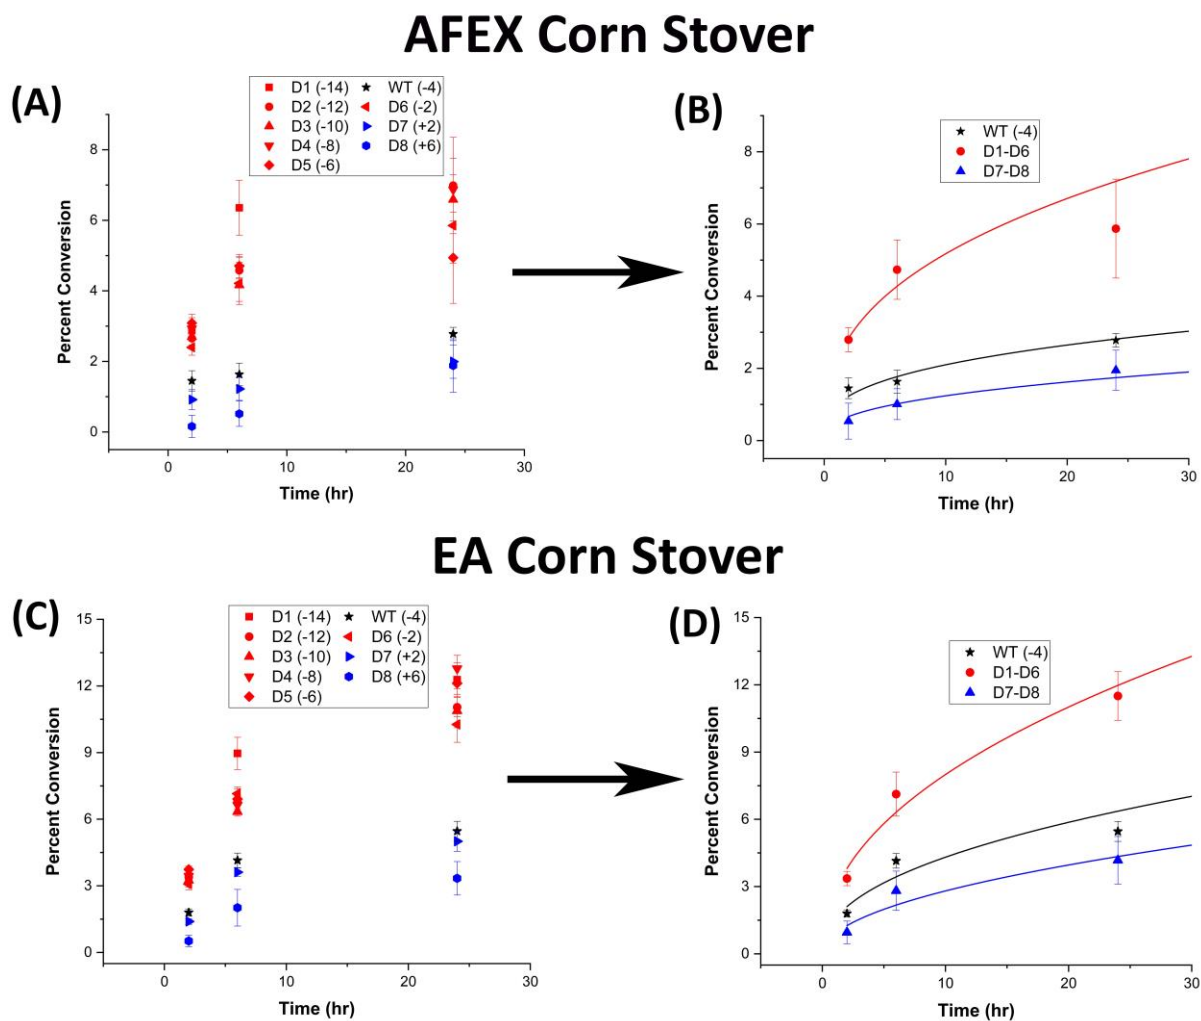 AFEX Corn Stover
(A)
D1 (-14) WT (-4)
D2 (-12) D6 (-2)
D3 (-10) D7 (+2)
D4 (-8) D8 (+6)
D5 (-6)
Percent Conversion
8
6
4
2
0
0 10 20 30
Time (hr)
(B)
WT (-4)
D1-D6
D7-D8
Percent Conversion
8
6
4
2
0
0 10 20 30
Time (hr)
EA Corn Stover
(C)
D1 (-14) WT (-4)
D2 (-12) D6 (-2)
D3 (-10) D7 (+2)
D4 (-8) D8 (+6)
D5 (-6)
Percent Conversion
15
12
9
6
3
0
0 10 20 30
Time (hr)
(D)
WT (-4)
D1-D6
D7-D8
Percent Conversion
15
12
9
6
3
0
0 10 20 30
Time (hr)